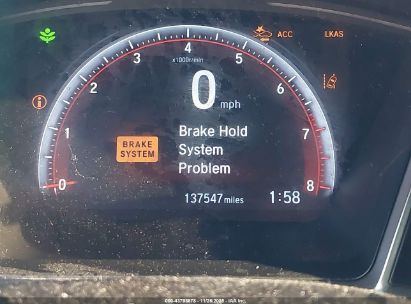 ACC
LKAS
x1000r/min
0 1 2 3 4 5 6 7 8
0 mph
BRAKE
SYSTEM
Brake Hold
System
Problem
137547 miles
1:58